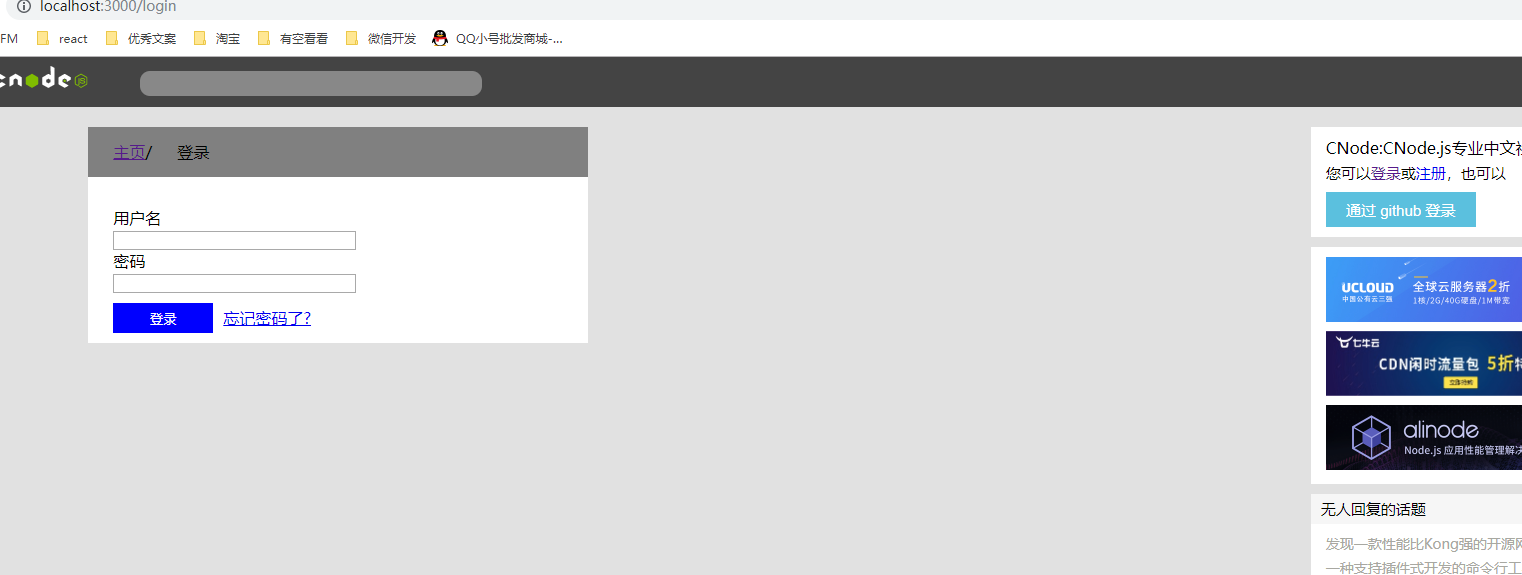 localhost:3000/login
FM react 优秀文案 淘宝 有空看看 微信开发 QQ小号批发商城-...
cnode JS
主页/ 登录
用户名
密码
登录 忘记密码了?
CNode:CNode.js专业中文社
您可以登录或注册，也可以
通过 github 登录
UCLOUD
中国公有云三强
全球云服务器2折
1核/2G/40G硬盘/1M带宽
七牛云
CDN闲时流量包 5折特
立即抢购
alinode
Node.js 应用性能管理解决
无人回复的话题
发现一款性能比Kong强的开源网
一种支持插件式开发的命令行工